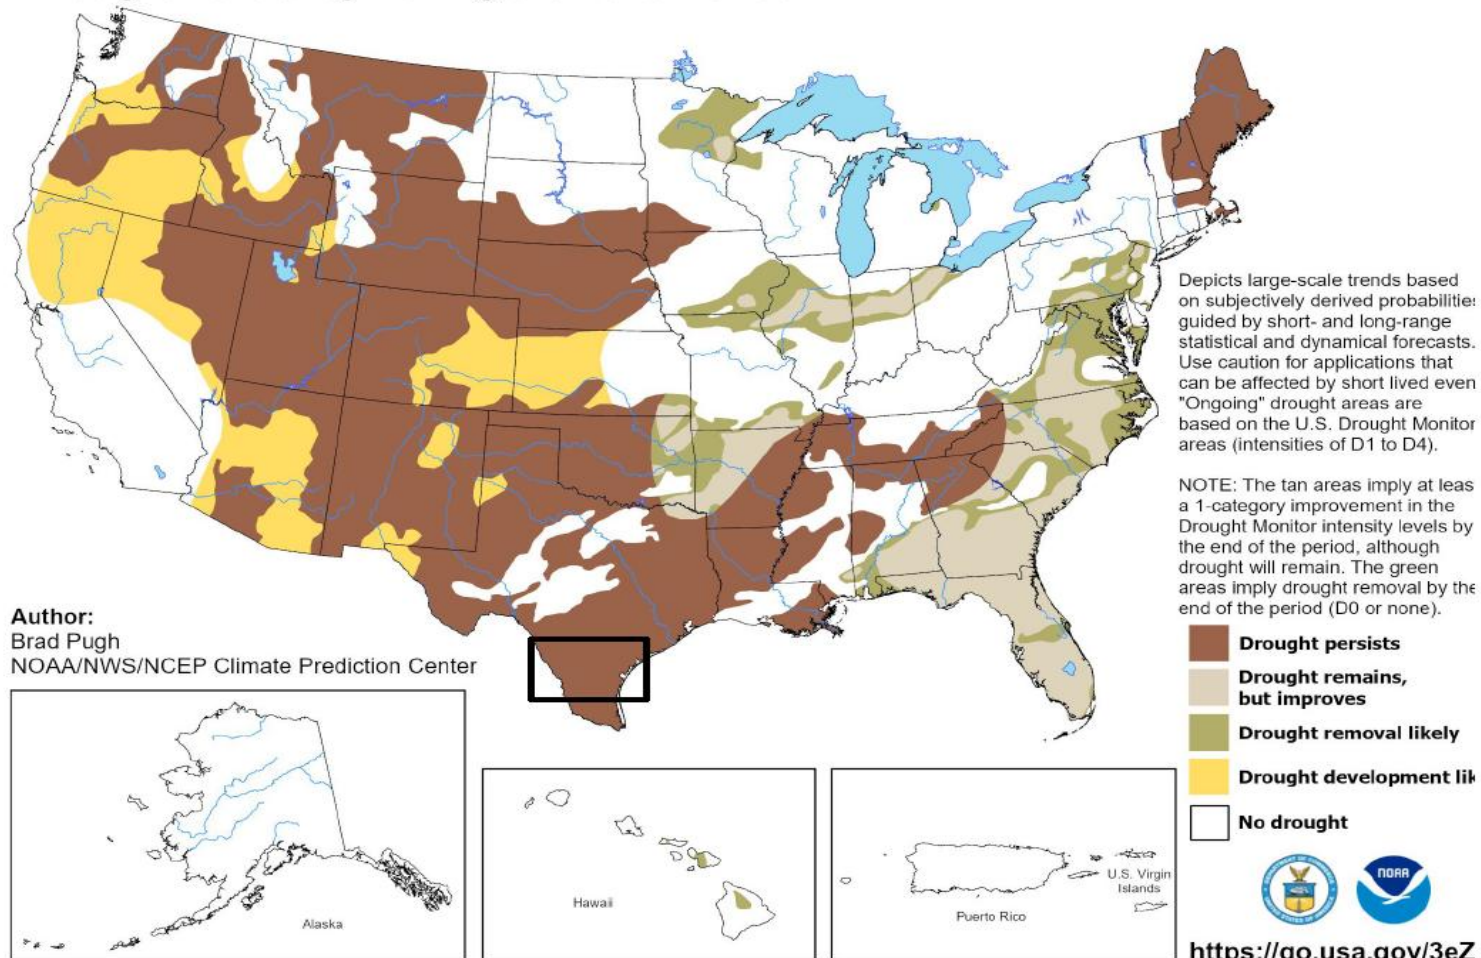 Depicts large-scale trends based
on subjectively derived probabilities
guided by short- and long-range
statistical and dynamical forecasts.
Use caution for applications that
can be affected by short lived even
"Ongoing" drought areas are
based on the U.S. Drought Monitor
areas (intensities of D1 to D4).
NOTE: The tan areas imply at leas
a 1-category improvement in the
Drought Monitor intensity levels by
the end of the period, although
drought will remain. The green
areas imply drought removal by the
end of the period (D0 or none).
Author:
Brad Pugh
NOAA/NWS/NCEP Climate Prediction Center
Drought persists
Drought remains,
but improves
Drought removal likely
Drought development lik
No drought
Alaska
Hawaii
Puerto Rico
U.S. Virgin
Islands
NOAA
https://go.usa.gov/3eZ